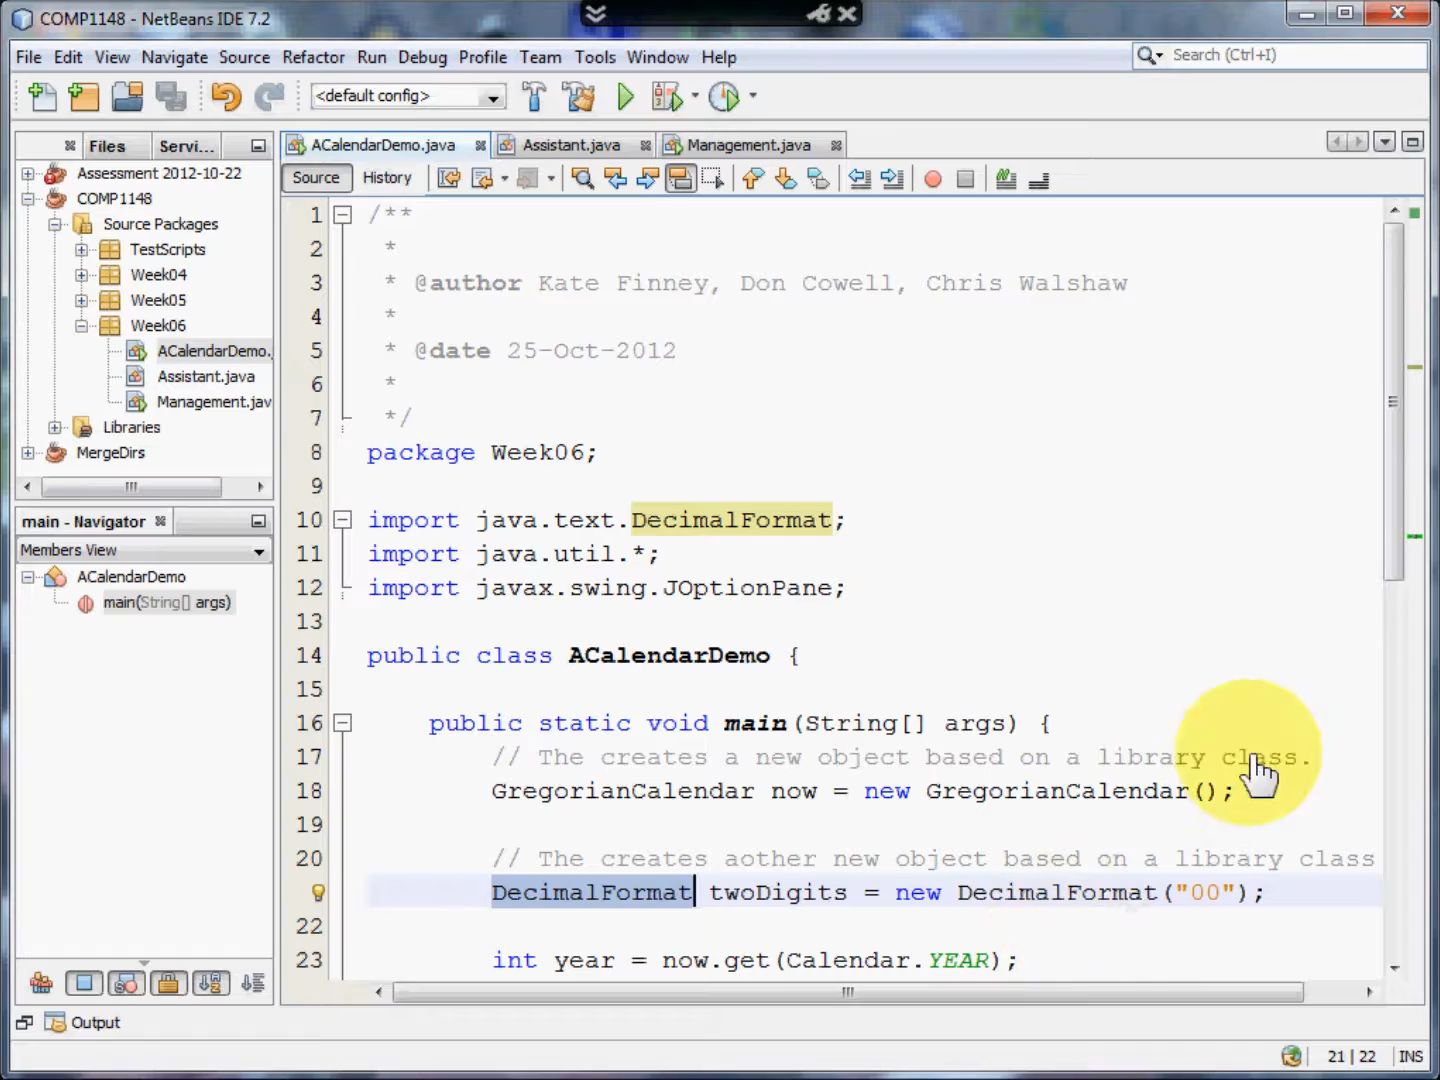 COMP1148 - NetBeans IDE 7.2
File Edit View Navigate Source Refactor Run Debug Profile Team Tools Window Help
Search (Ctrl+I)
<default config>
Files Servi...
ACalendarDemo.java Assistant.java Management.java
Assessment 2012-10-22
COMP1148
Source Packages
TestScripts
Week04
Week05
Week06
ACalendarDemo.
Assistant.java
Management.jav
Libraries
MergeDirs
main - Navigator
Members View
ACalendarDemo
main(String[] args)
Source History
1 /**
2 *
3 * @author Kate Finney, Don Cowell, Chris Walshaw
4 *
5 * @date 25-Oct-2012
6 *
7 */
8 package Week06;
9
10 import java.text.DecimalFormat;
11 import java.util.*;
12 import javax.swing.JOptionPane;
13
14 public class ACalendarDemo {
15
16 public static void main(String[] args) {
17 // The creates a new object based on a library class.
18 GregorianCalendar now = new GregorianCalendar();
19
20 // The creates aother new object based on a library class
DecimalFormat twoDigits = new DecimalFormat("00");
22
23 int year = now.get(Calendar.YEAR);
Output
21 | 22 INS